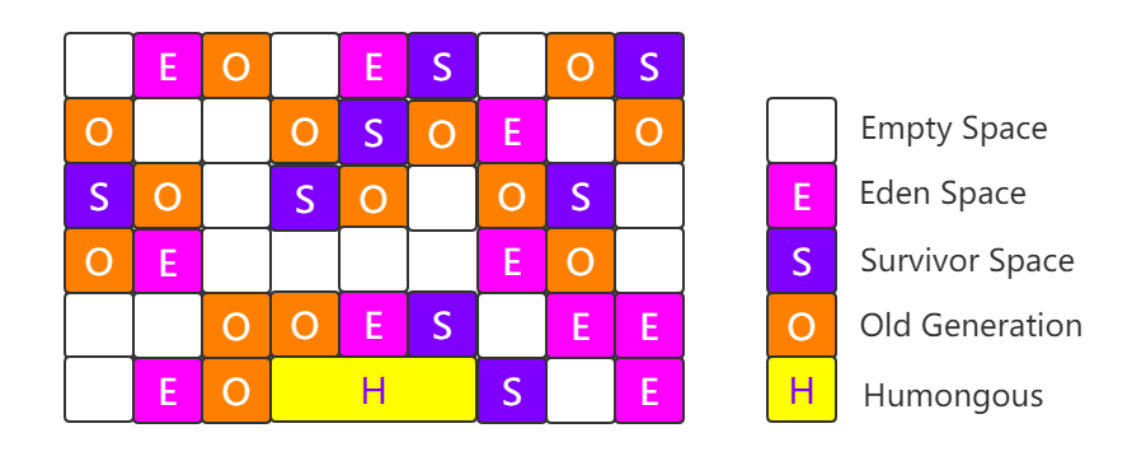 E O E S O S
O O S O E O
S O S O O S
O E E O
O O E S E E
E O H S E
Empty Space
E Eden Space
S Survivor Space
O Old Generation
H Humongous